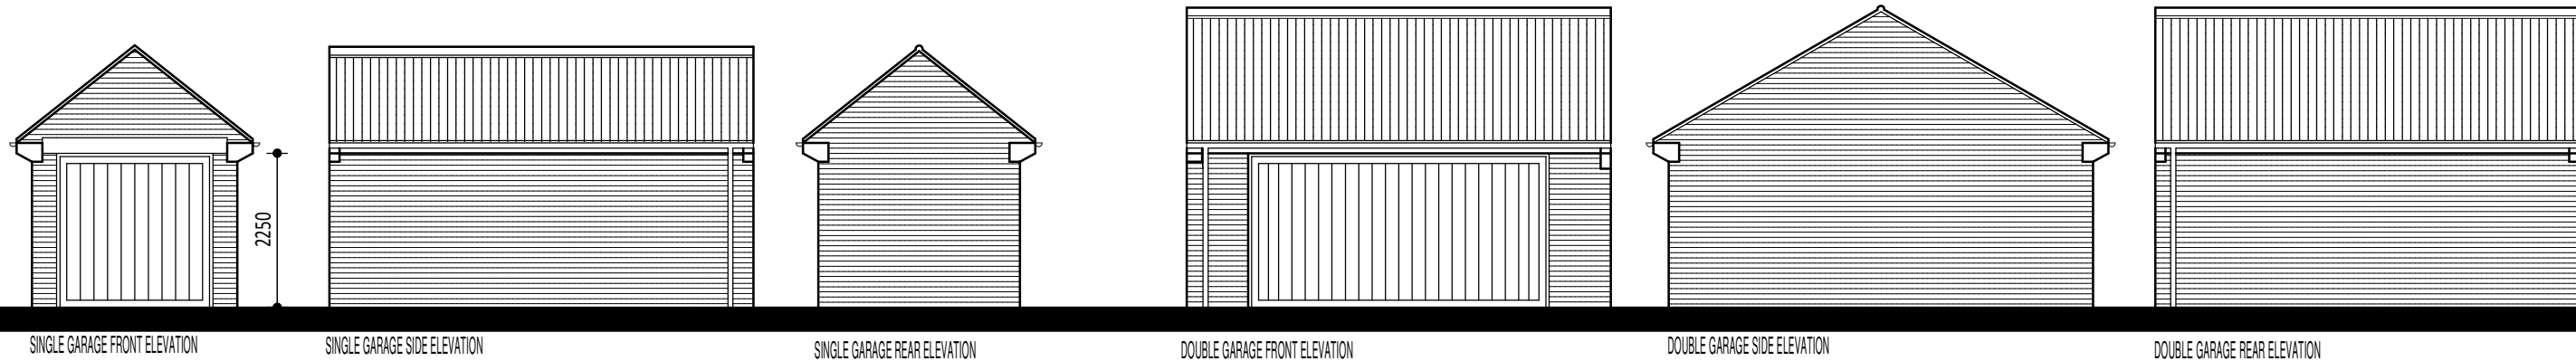 2250
SINGLE GARAGE FRONT ELEVATION
SINGLE GARAGE SIDE ELEVATION
SINGLE GARAGE REAR ELEVATION
DOUBLE GARAGE FRONT ELEVATION
DOUBLE GARAGE SIDE ELEVATION
DOUBLE GARAGE REAR ELEVATION